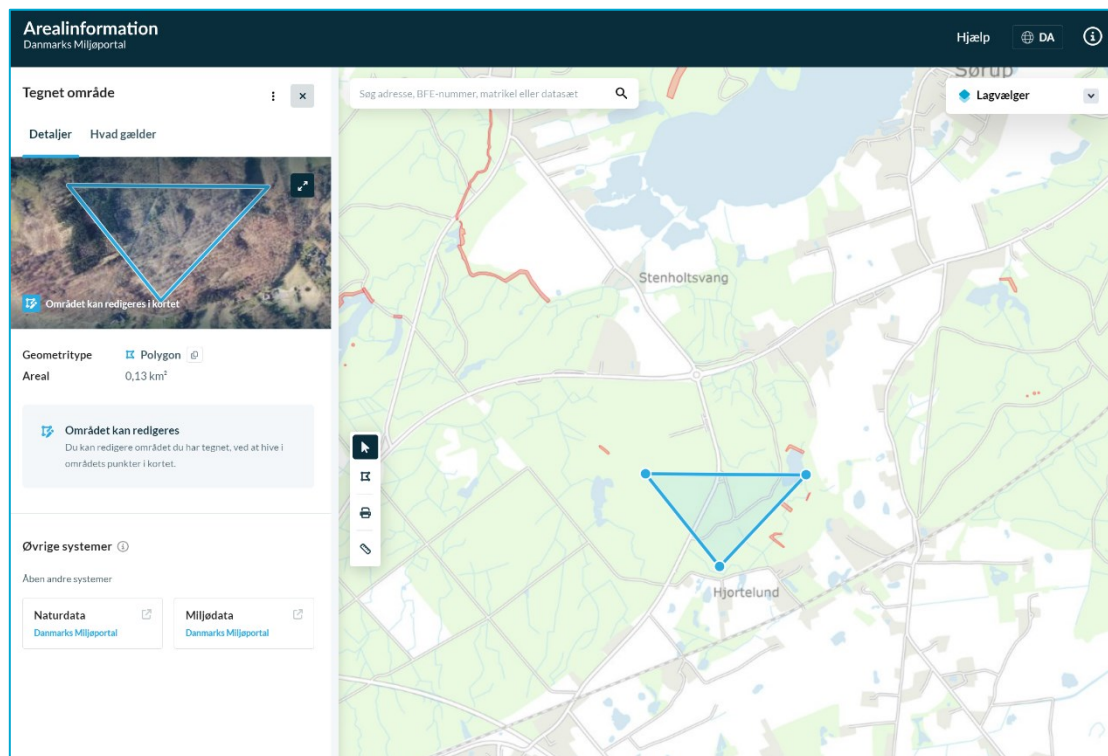 Arealinformation
Danmarks Miljøportal
Hjælp
DA
Tegnet område
Detaljer
Hvad gælder
Området kan redigeres i kortet
Geometritype
Polygon
Areal
0,13 km²
Området kan redigeres
Du kan redigere området du har tegnet, ved at hive i
områdets punkter i kortet.
Øvrige systemer
Åben andre systemer
Naturdata
Danmarks Miljøportal
Miljødata
Danmarks Miljøportal
Søg adresse, BFE-nummer, matrikel eller datasæt
Lagvælger
Sørup
Stenholtsvang
Hjortelund